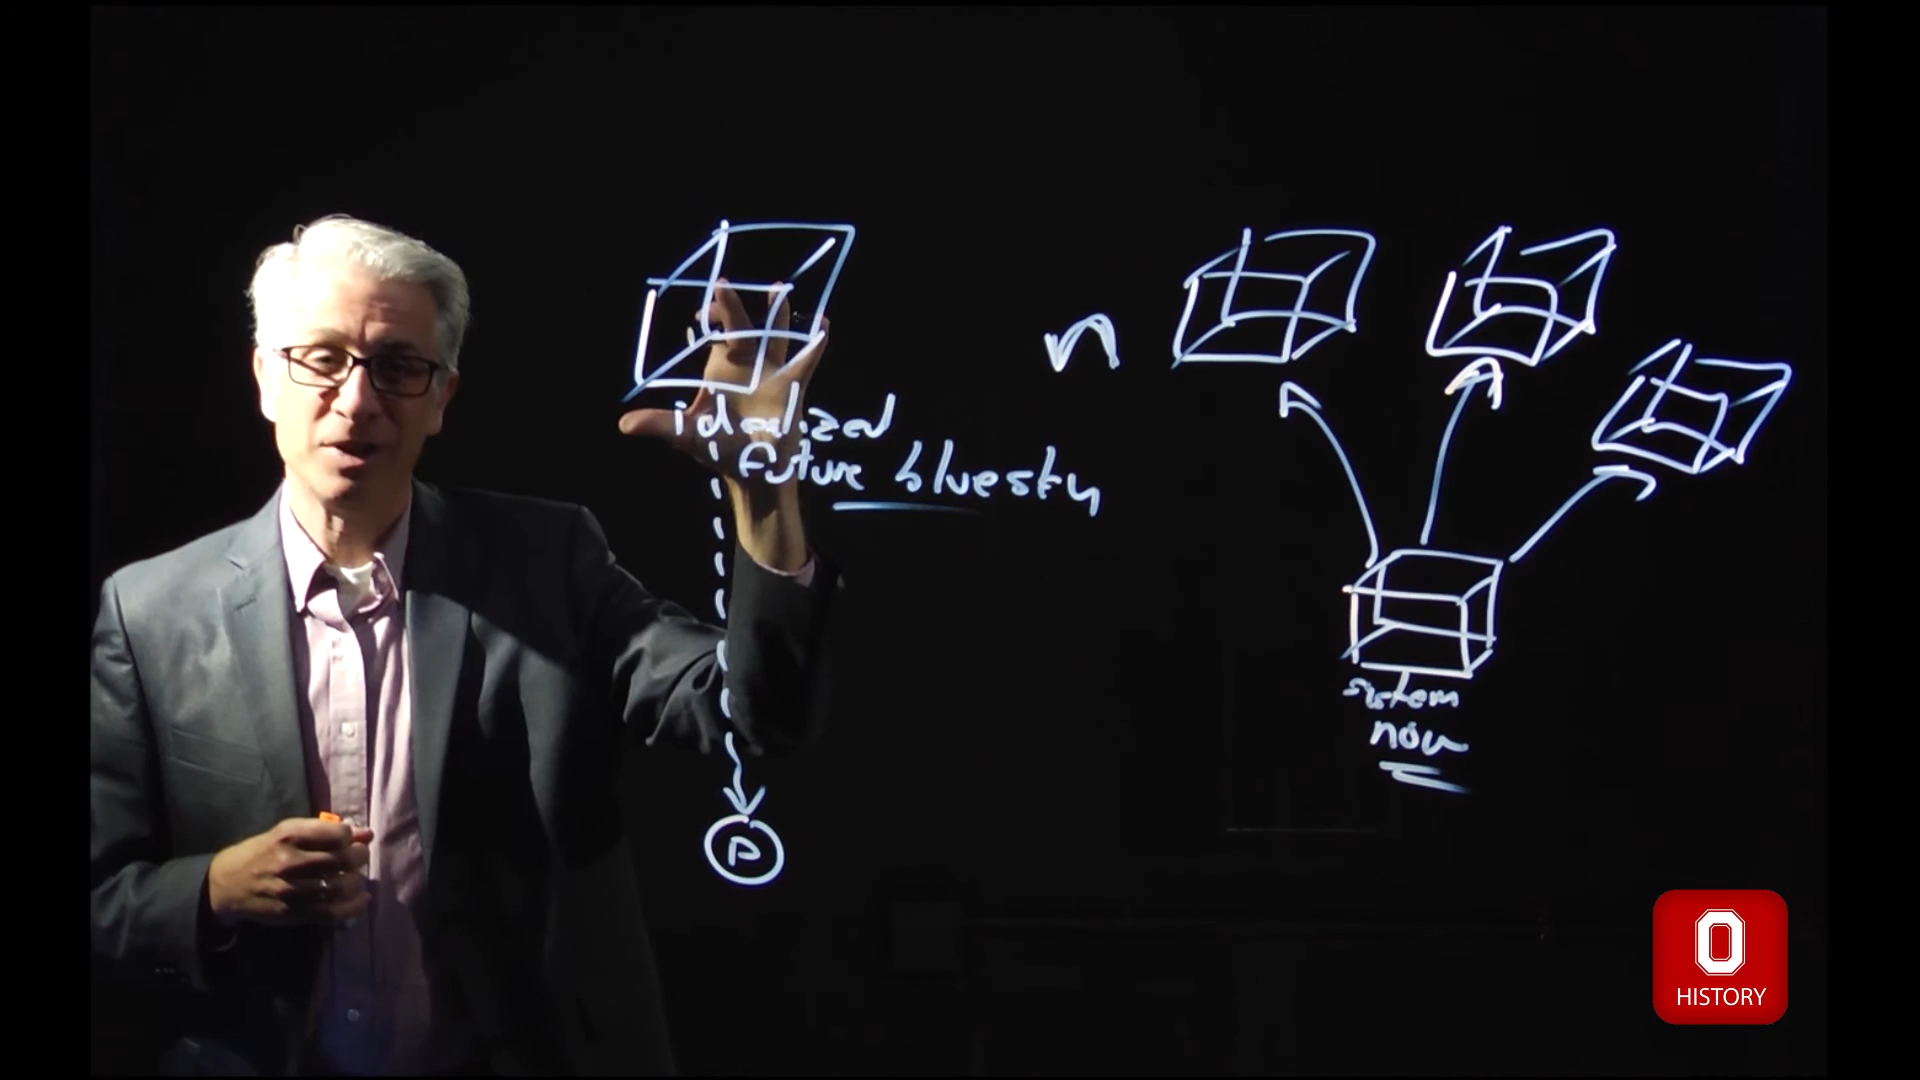 idealized
future bluesky
n
system
now
P
O
HISTORY